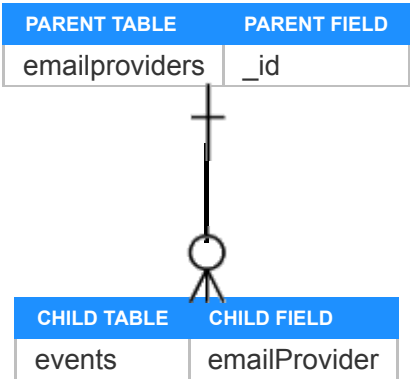 PARENT TABLE PARENT FIELD
emailproviders _id
CHILD TABLE CHILD FIELD
events emailProvider